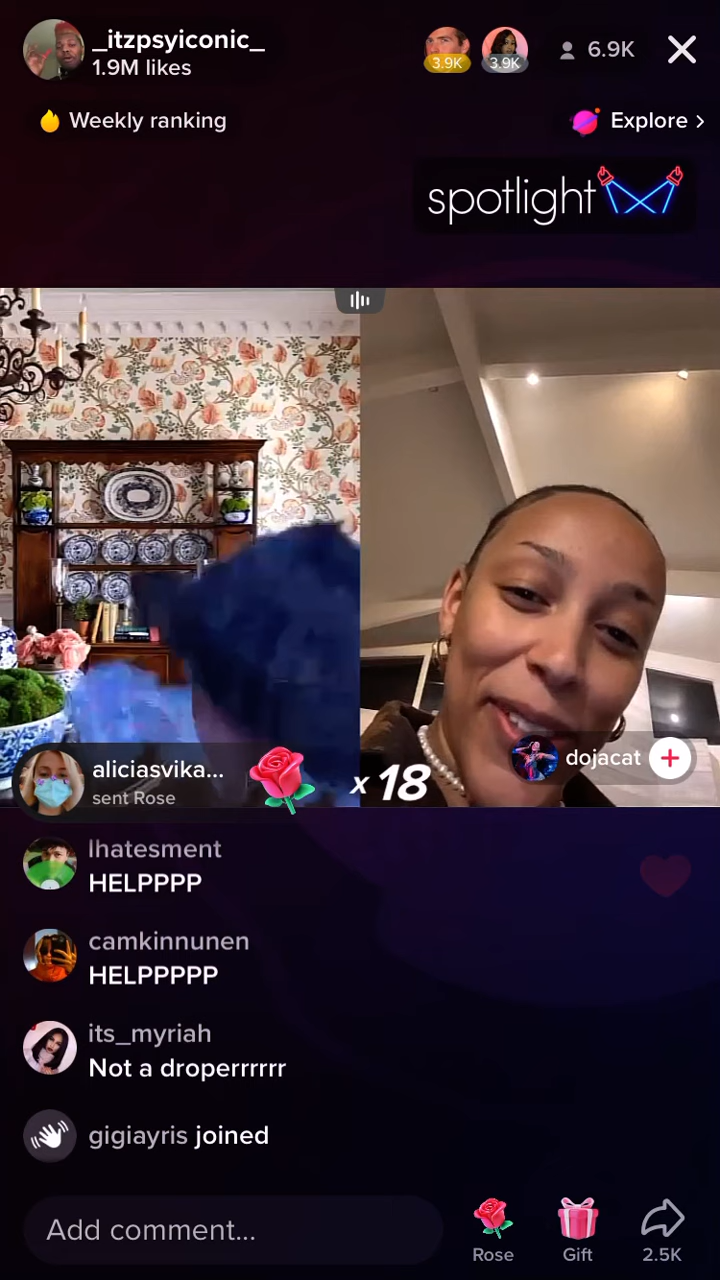 _itzpsyiconic_
1.9M likes
3.9K
3.9K
6.9K
Weekly ranking
Explore
spotlight
aliciasvika...
sent Rose
x 18
dojacat
lhatesment
HELPPPP
camkinnunen
HELPPPPP
its_myriah
Not a droperrrrrr
gigiayris joined
Add comment...
Rose
Gift
2.5K